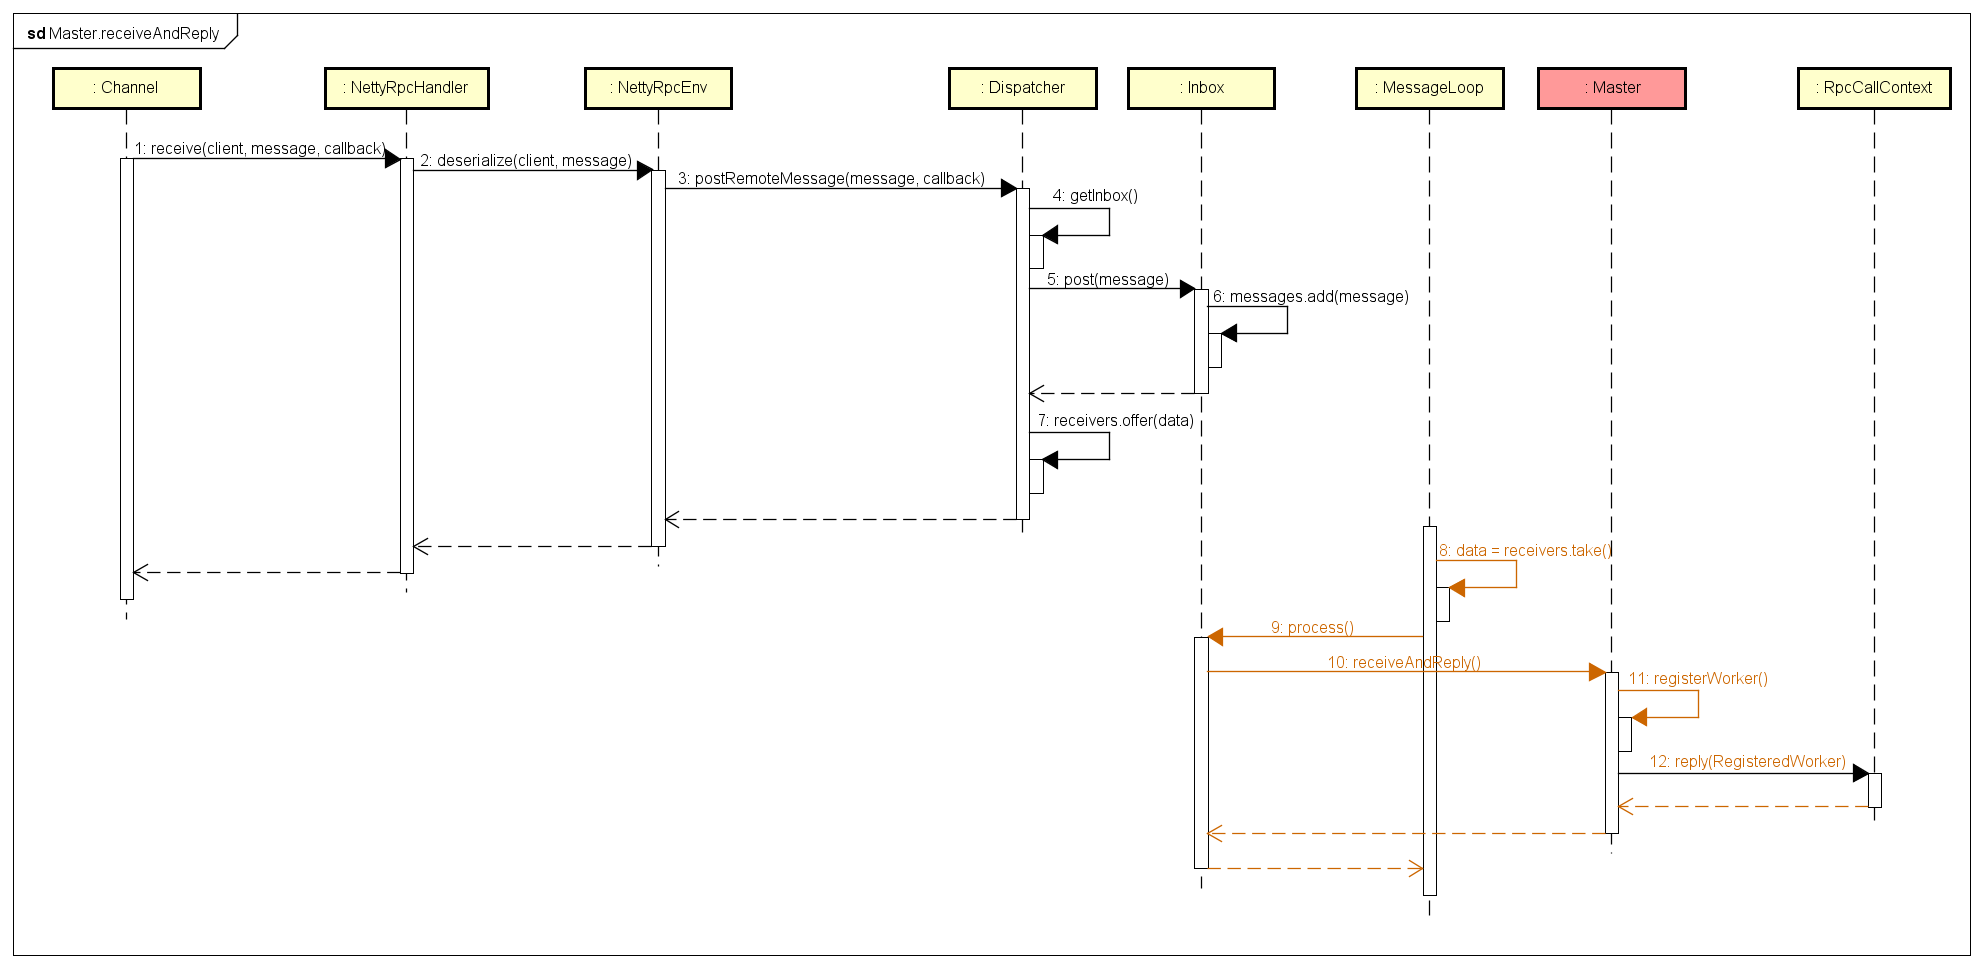 sd Master.receiveAndReply
: Channel
: NettyRpcHandler
: NettyRpcEnv
: Dispatcher
: Inbox
: MessageLoop
: Master
: RpcCallContext
1: receive(client, message, callback)
2: deserialize(client, message)
3: postRemoteMessage(message, callback)
4: getInbox()
5: post(message)
6: messages.add(message)
7: receivers.offer(data)
8: data = receivers.take()
9: process()
10: receiveAndReply()
11: registerWorker()
12: reply(RegisteredWorker)